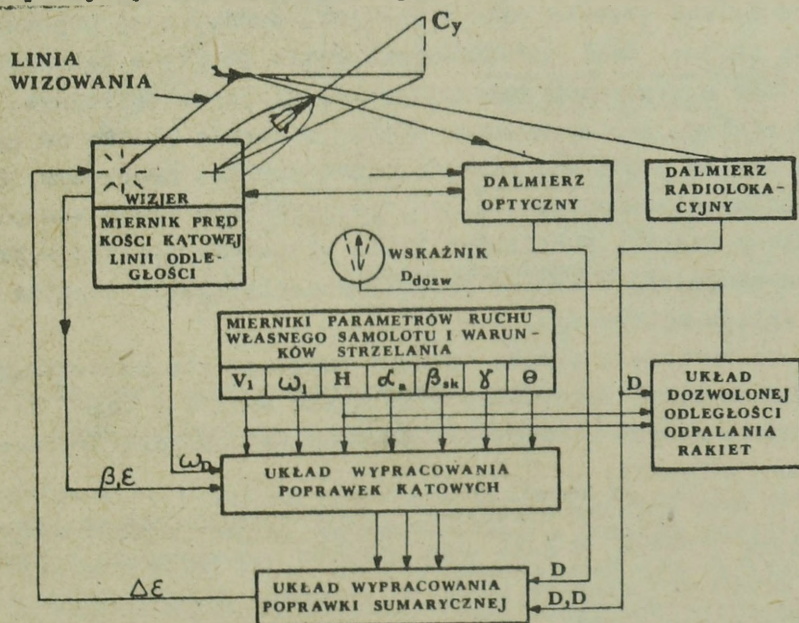 Cy
LINIA
WIZOWANIA
WIZJER
MIERNIK PRĘD
KOŚCI KĄTOWEJ
LINII ODLE-
GŁOŚCI
DALMIERZ
OPTYCZNY
DALMIERZ
RADIOLOKA-
CYJNY
WSKAŹNIK
Ddozw
MIERNIKI PARAMETRÓW RUCHU
WŁASNEGO SAMOLOTU I WARUN-
KÓW STRZELANIA
V1 ω1 H αa βsk γ Θ
D
UKŁAD
DOZWOLONEJ
ODLEGŁOŚCI
ODPALANIA
RAKIET
ωD
β,ε
UKŁAD WYPRACOWANIA
POPRAWEK KĄTOWYCH
Δε
UKŁAD WYPRACOWANIA
POPRAWKI SUMARYCZNEJ
D
D,D